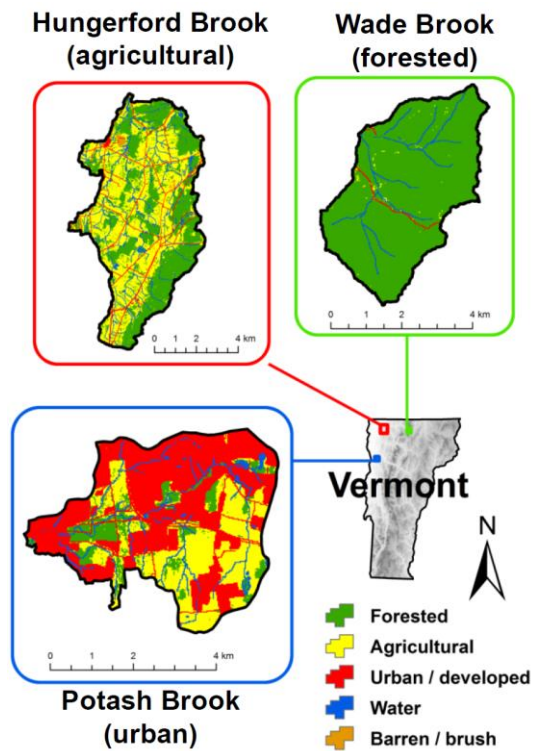 Hungerford Brook
(agricultural)
Wade Brook
(forested)
0 1 2 4 km
0 1 2 4 km
Vermont
N
0 1 2 4 km
Potash Brook
(urban)
Forested
Agricultural
Urban / developed
Water
Barren / brush